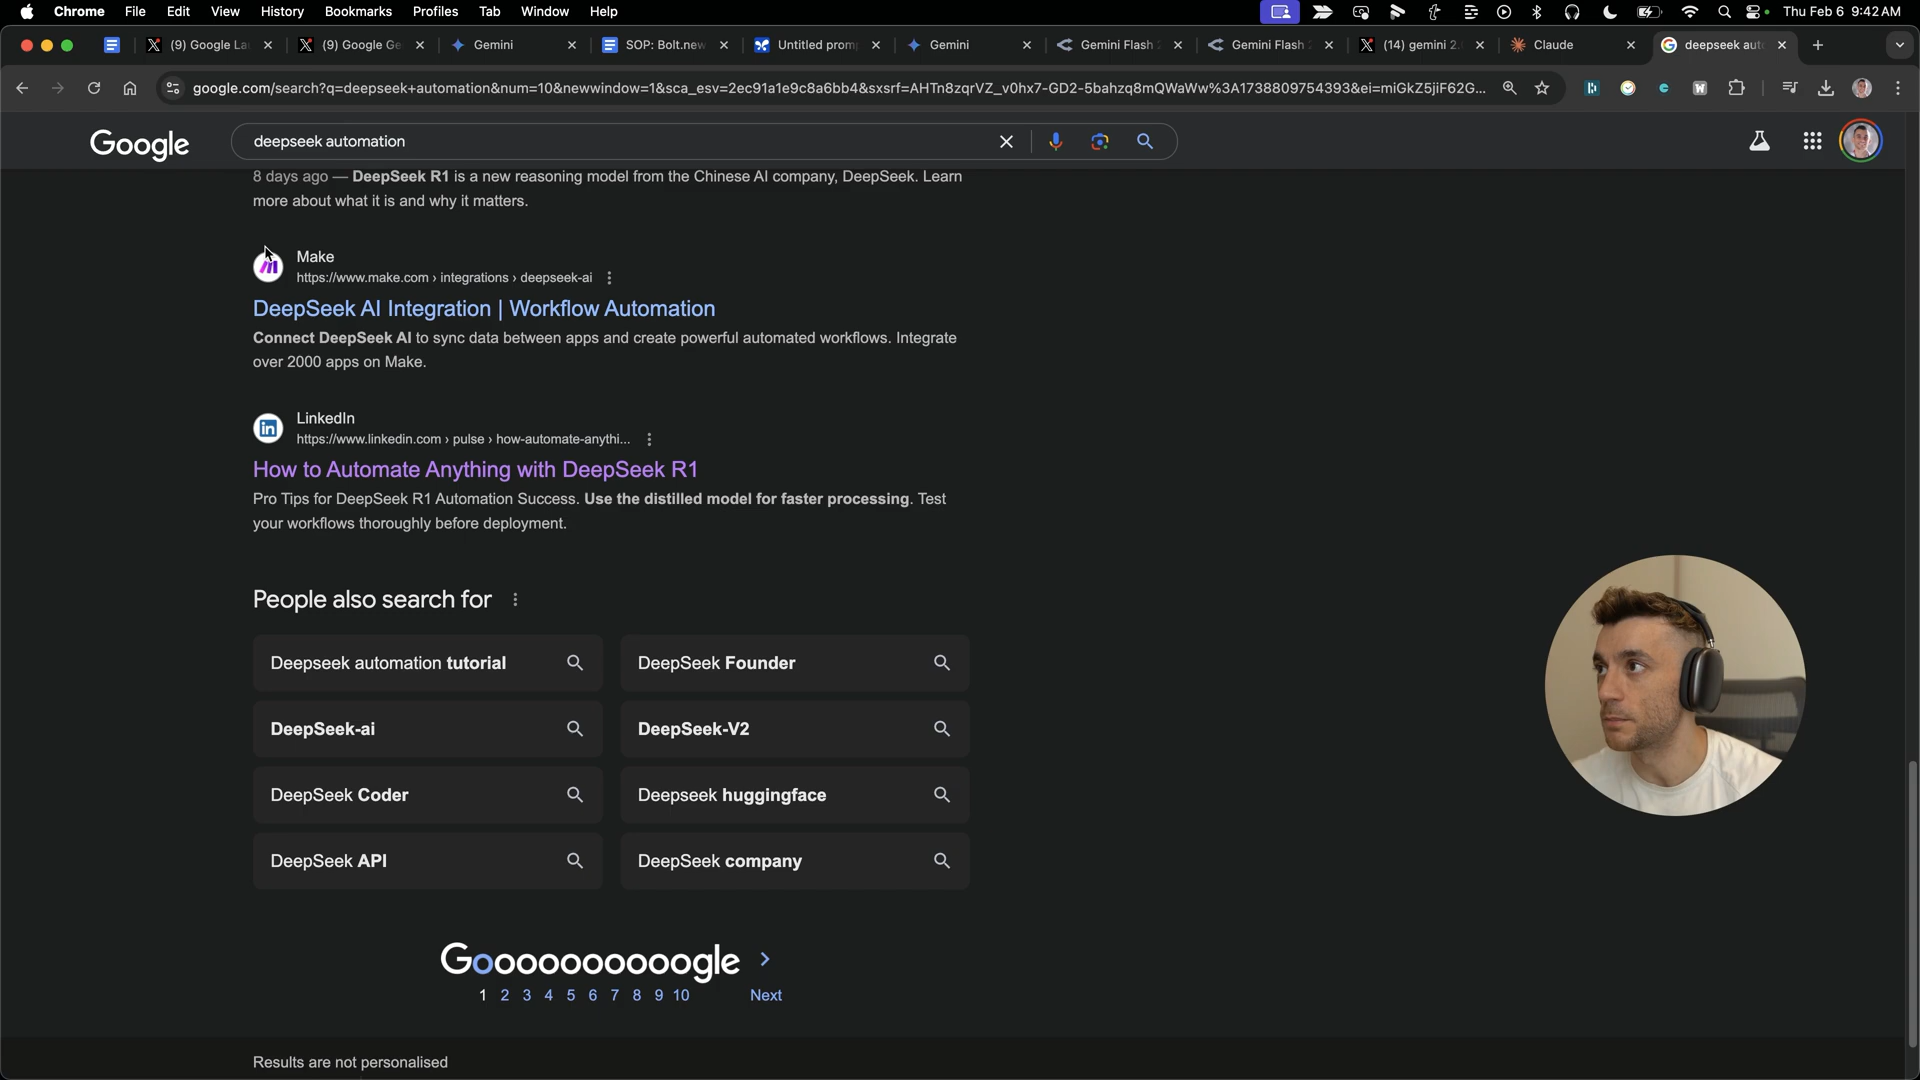 Chrome File Edit View History Bookmarks Profiles Tab Window Help Thu Feb 6 9:42 AM
(9) Google La (9) Google Ge Gemini SOP: Bolt.new Untitled prom Gemini Gemini Flash Gemini Flash (14) gemini 2. Claude deepseek aut
google.com/search?q=deepseek+automation&num=10&newwindow=1&sca_esv=2ec91a1e9c8a6bb4&sxsrf=AHTn8zqrVZ_v0hx7-GD2-5bahzq8mQWaWw%3A1738809754393&ei=miGkZ5jiF62G...
Google deepseek automation
8 days ago — DeepSeek R1 is a new reasoning model from the Chinese AI company, DeepSeek. Learn
more about what it is and why it matters.
Make
https://www.make.com › integrations › deepseek-ai
DeepSeek AI Integration | Workflow Automation
Connect DeepSeek AI to sync data between apps and create powerful automated workflows. Integrate
over 2000 apps on Make.
LinkedIn
https://www.linkedin.com › pulse › how-automate-anythi...
How to Automate Anything with DeepSeek R1
Pro Tips for DeepSeek R1 Automation Success. Use the distilled model for faster processing. Test
your workflows thoroughly before deployment.
People also search for
Deepseek automation tutorial DeepSeek Founder
DeepSeek-ai DeepSeek-V2
DeepSeek Coder Deepseek huggingface
DeepSeek API DeepSeek company
Goooooooooogle
1 2 3 4 5 6 7 8 9 10 Next
Results are not personalised